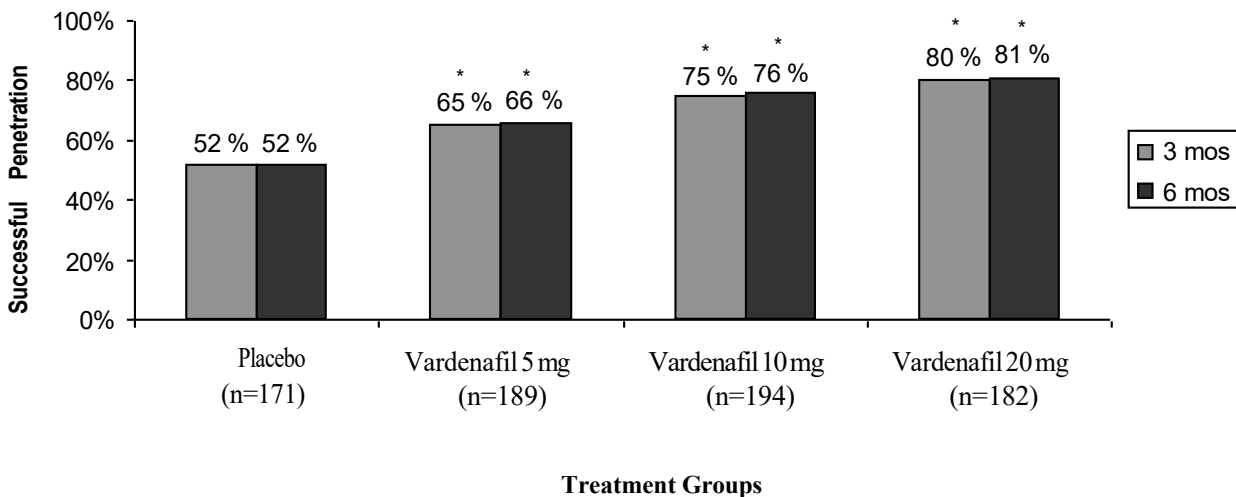 100%
80%
60%
40%
20%
0%
Successful Penetration
52 % 52 %
* *
65 % 66 %
* *
75 % 76 %
* *
80 % 81 %
3 mos
6 mos
Placebo
(n=171)
Vardenafil 5 mg
(n=189)
Vardenafil 10 mg
(n=194)
Vardenafil 20 mg
(n=182)
Treatment Groups